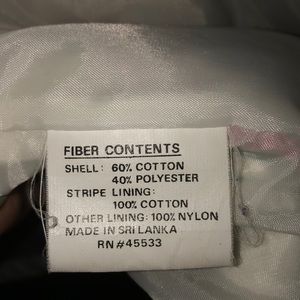 FIBER CONTENTS
SHELL: 60% COTTON
40% POLYESTER
STRIPE LINING:
100% COTTON
OTHER LINING: 100% NYLON
MADE IN SRI LANKA
RN #45533